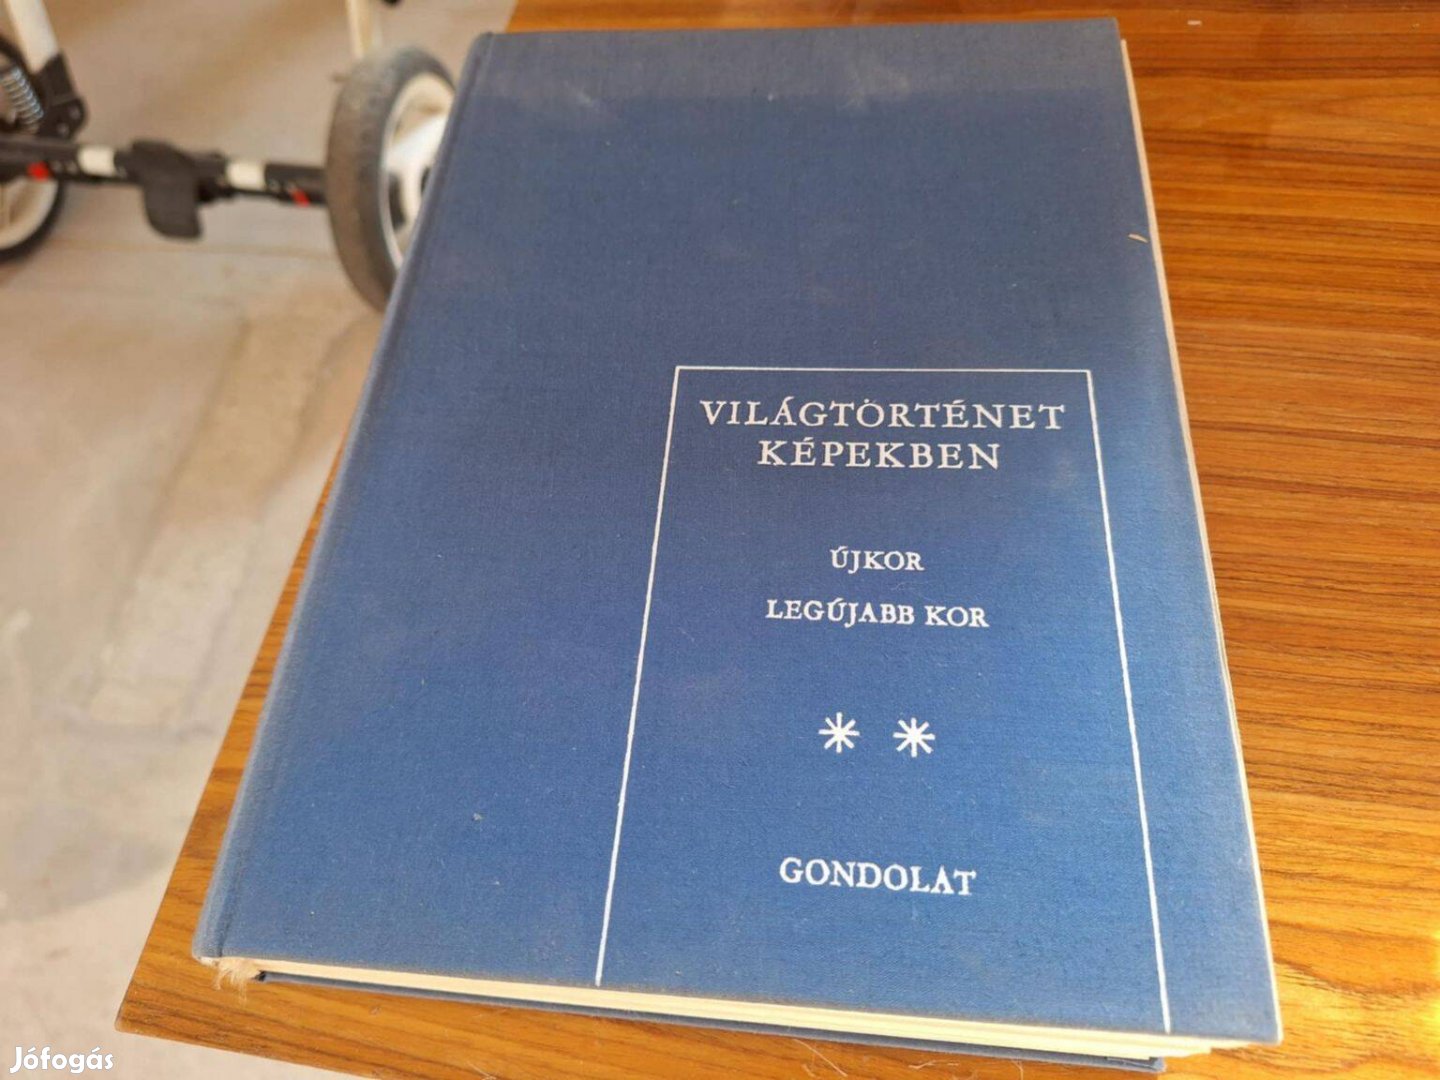 VILÁGTÖRTÉNET
KÉPEKBEN
ÚJKOR
LEGÚJABB KOR
* *
GONDOLAT
Jófogás